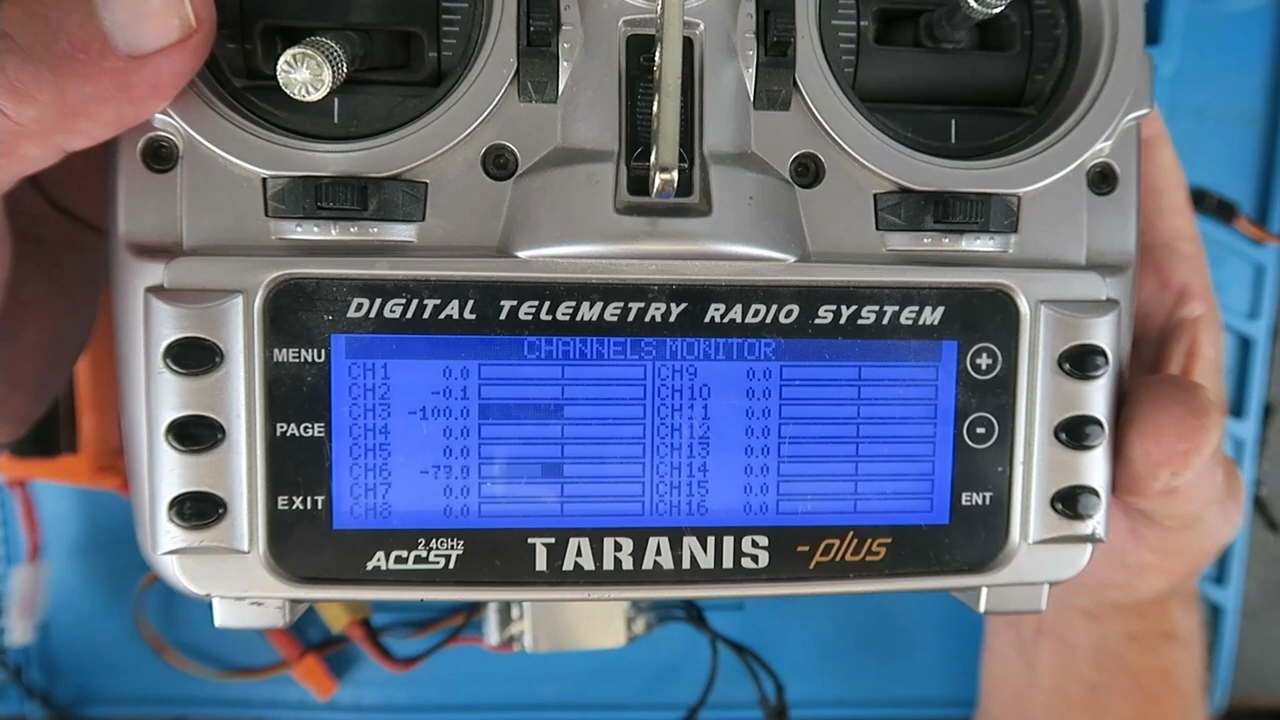 DIGITAL TELEMETRY RADIO SYSTEM
MENU
PAGE
EXIT
CHANNELS MONITOR
CH1 0.0
CH2 -0.1
CH3 -100.0
CH4 0.0
CH5 0.0
CH6
CH7 0.0
CH8 0.0
CH9 0.0
CH10 0.0
CH11 0.0
CH12 0.0
CH13 0.0
CH14 0.0
CH15 0.0
CH16 0.0
+
-
ENT
2.4GHz
ACCST
TARANIS -plus